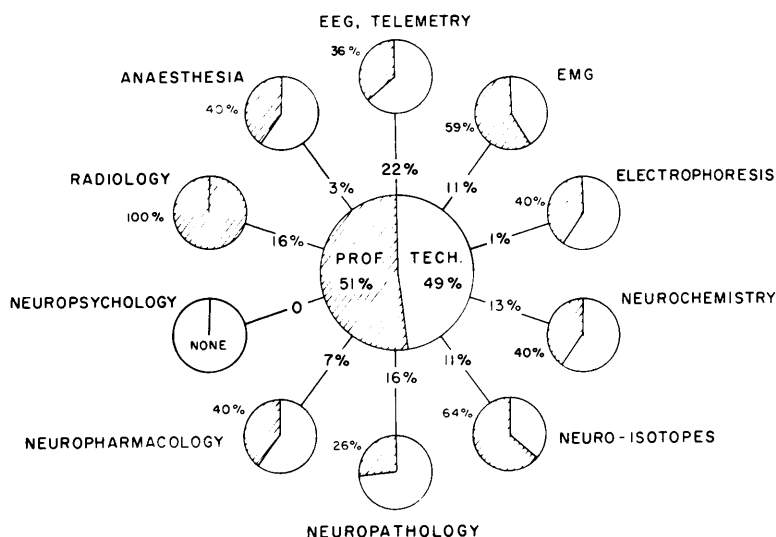 EEG, TELEMETRY
36%
ANAESTHESIA
40%
EMG
59%
22%
3%
11%
RADIOLOGY
100%
ELECTROPHORESIS
40%
16%
1%
PROF.
51%
TECH.
49%
NEUROPSYCHOLOGY
NONE
0
NEUROCHEMISTRY
13%
40%
7%
16%
11%
40%
NEUROPHARMACOLOGY
26%
64%
NEURO-ISOTOPES
NEUROPATHOLOGY